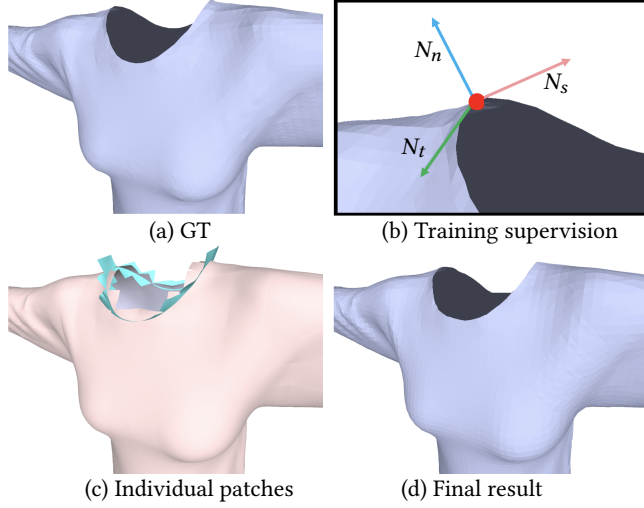 N_n
N_s
N_t
(a) GT
(b) Training supervision
(c) Individual patches
(d) Final result